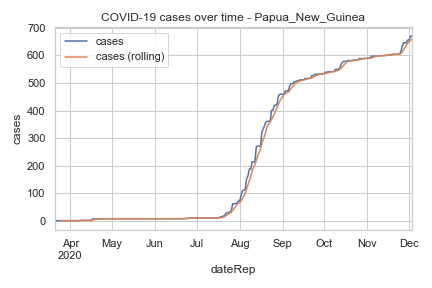 COVID-19 cases over time - Papua_New_Guinea
cases
cases (rolling)
700
600
500
400
300
200
100
0
cases
Apr
2020
May
Jun
Jul
Aug
Sep
Oct
Nov
Dec
dateRep